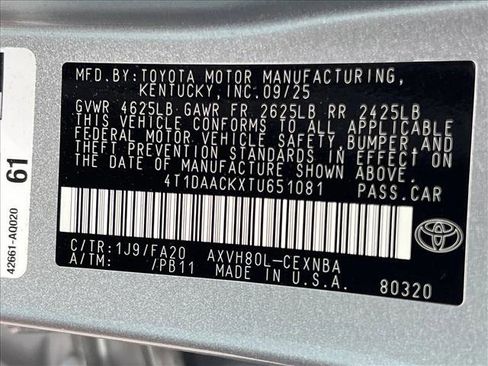 MFD.BY:TOYOTA MOTOR MANUFACTURING,
KENTUCKY, INC.09/25
GVWR 4625LB GAWR FR 2625LB RR 2425LB
THIS VEHICLE CONFORMS TO ALL APPLICABLE
FEDERAL MOTOR VEHICLE SAFETY,BUMPER,AND
THEFT PREVENTION STANDARDS IN EFFECT ON
THE DATE OF MANUFACTURE SHOWN ABOVE.
4T1DAACKXTU651081 PASS.CAR
C/TR:1J9/FA20 AXVH80L-CEXNBA
A/TM: /PB11 MADE IN U.S.A.
80320
TOYOTA
61
42661-A0020